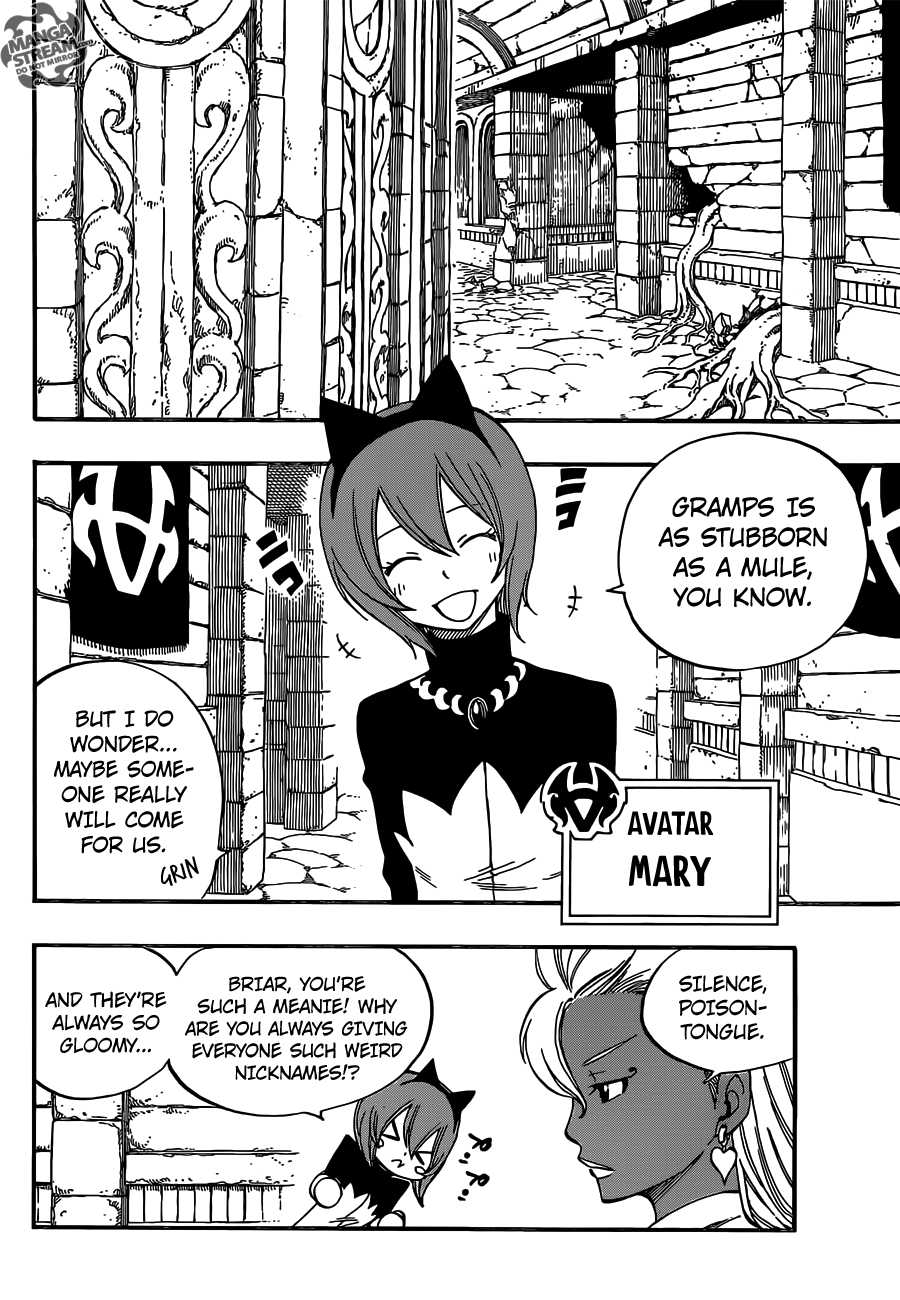 MANGA
STREAM.com
DO NOT MIRROR
GRAMPS IS
AS STUBBORN
AS A MULE,
YOU KNOW.
BUT I DO
WONDER...
MAYBE SOME-
ONE REALLY
WILL COME
FOR US.
GRIN
AVATAR
MARY
SILENCE,
POISON-
TONGUE.
BRIAR, YOU'RE
SUCH A MEANIE! WHY
ARE YOU ALWAYS GIVING
EVERYONE SUCH WEIRD
NICKNAMES!?
AND THEY'RE
ALWAYS SO
GLOOMY...